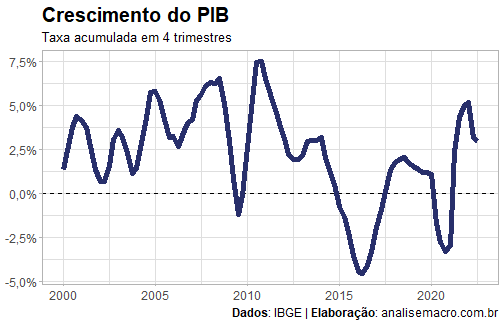 Crescimento do PIB
Taxa acumulada em 4 trimestres
7,5%
5,0%
2,5%
0,0%
-2,5%
-5,0%
2000 2005 2010 2015 2020
Dados: IBGE | Elaboração: analisemacro.com.br